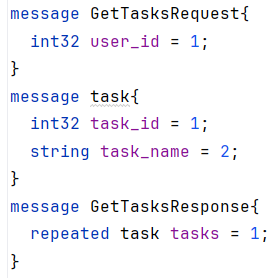 message GetTasksRequest{
  int32 user_id = 1;
}
message task{
  int32 task_id = 1;
  string task_name = 2;
}
message GetTasksResponse{
  repeated task tasks = 1;
}